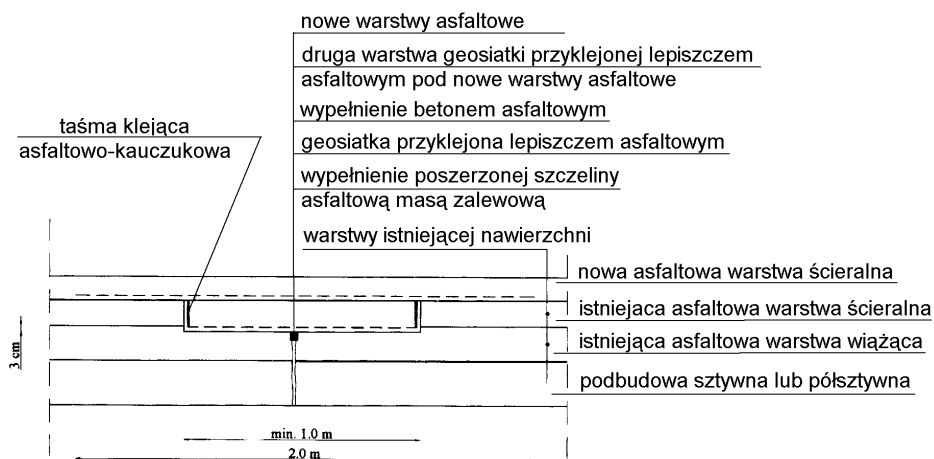 nowe warstwy asfaltowe
druga warstwa geosiatki przyklejonej lepiszczem
asfaltowym pod nowe warstwy asfaltowe
wypełnienie betonem asfaltowym
geosiatka przyklejona lepiszczem asfaltowym
wypełnienie poszerzonej szczeliny
asfaltową masą zalewową
warstwy istniejącej nawierzchni
taśma klejąca
asfaltowo-kauczukowa
nowa asfaltowa warstwa ścieralna
istniejaca asfaltowa warstwa ścieralna
istniejąca asfaltowa warstwa wiążąca
podbudowa sztywna lub półsztywna
3 cm
min. 1.0 m
2.0 m